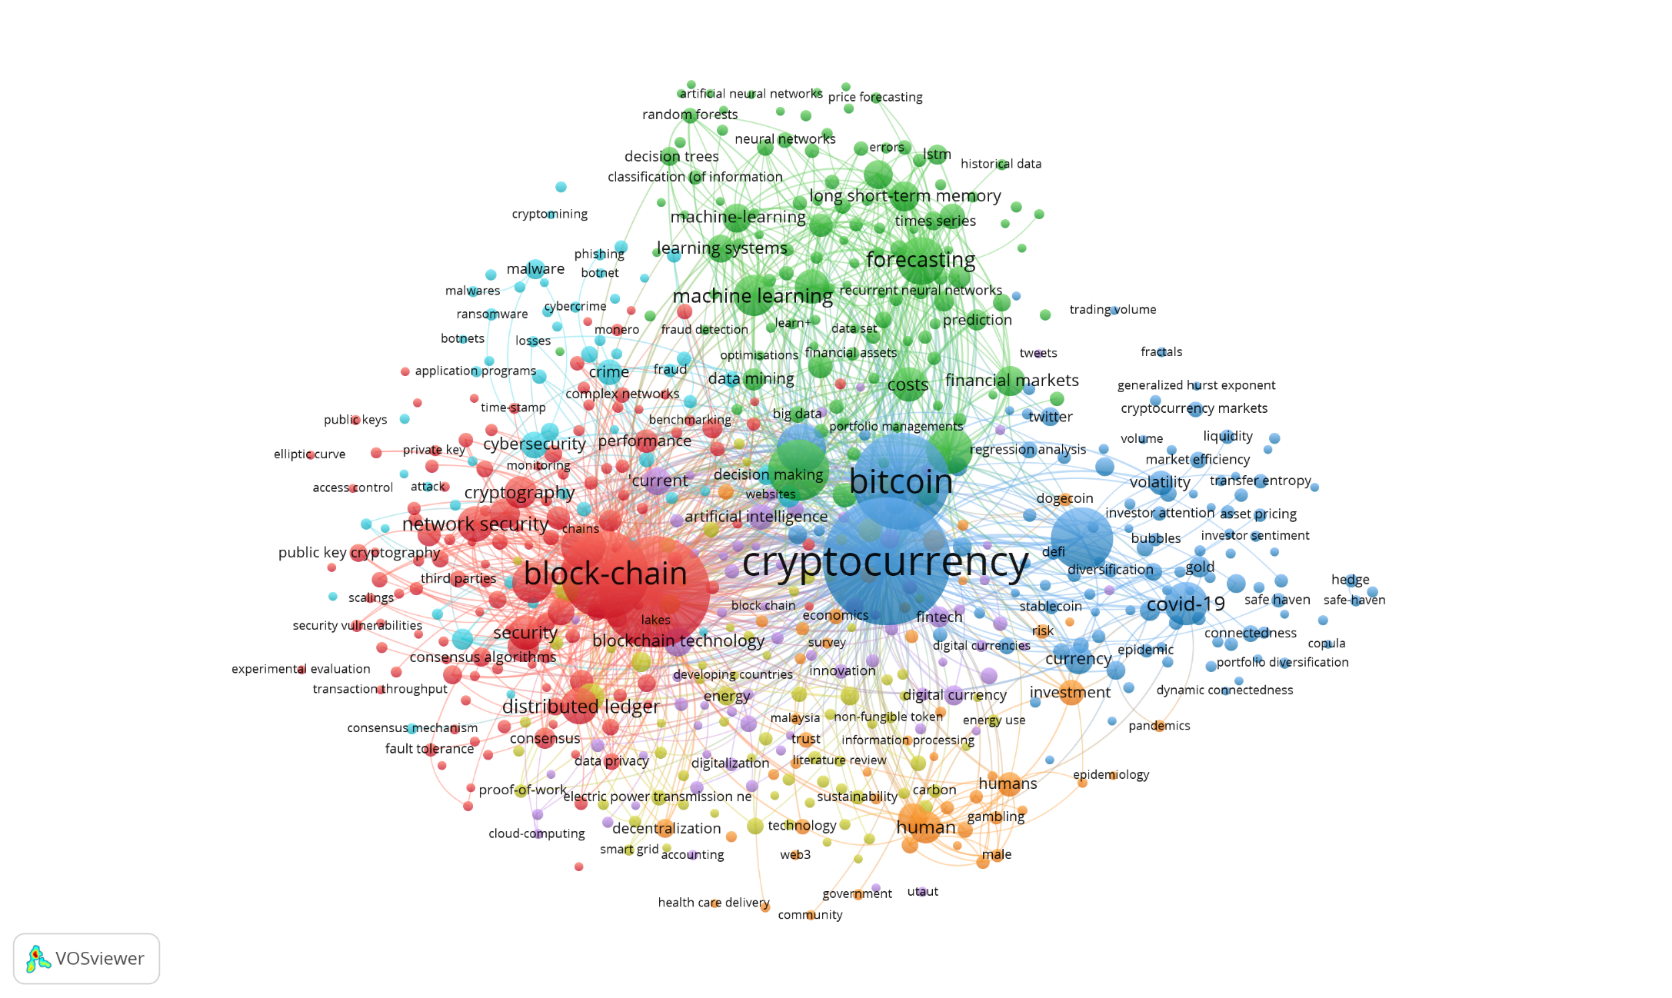 artificial neural networks
price forecasting
random forests
neural networks
errors
lstm
decision trees
historical data
classification (of information
long short-term memory
cryptomining
machine-learning
times series
learning systems
phishing
forecasting
malware
botnet
malwares
machine learning
recurrent neural networks
cybercrime
trading volume
ransomware
prediction
monero
fraud detection
learn+
data set
botnets
losses
optimisations
financial assets
tweets
fractals
application programs
crime
fraud
data mining
costs
financial markets
generalized hurst exponent
complex networks
time-stamp
big data
cryptocurrency markets
public keys
benchmarking
twitter
portfolio managements
cybersecurity
performance
volume
liquidity
elliptic curve
private key
regression analysis
market efficiency
monitoring
decision making
access control
attack
'current
bitcoin
volatility
transfer entropy
cryptography
websites
dogecoin
network security
chains
artificial intelligence
investor attention
asset pricing
public key cryptography
defi
bubbles
investor sentiment
block-chain
cryptocurrency
diversification
gold
third parties
hedge
scalings
block chain
stablecoin
covid-19
safe haven
safe-haven
security vulnerabilities
lakes
economics
fintech
security
blockchain technology
survey
risk
connectedness
consensus algorithms
digital currencies
currency
epidemic
copula
experimental evaluation
developing countries
innovation
portfolio diversification
transaction throughput
energy
digital currency
investment
dynamic connectedness
distributed ledger
malaysia
non-fungible token
energy use
consensus mechanism
consensus
trust
information processing
pandemics
fault tolerance
data privacy
digitalization
literature review
epidemiology
proof-of-work
electric power transmission ne
sustainability
carbon
humans
cloud-computing
decentralization
technology
human
gambling
smart grid
accounting
web3
male
health care delivery
government
utaut
community
VOSviewer